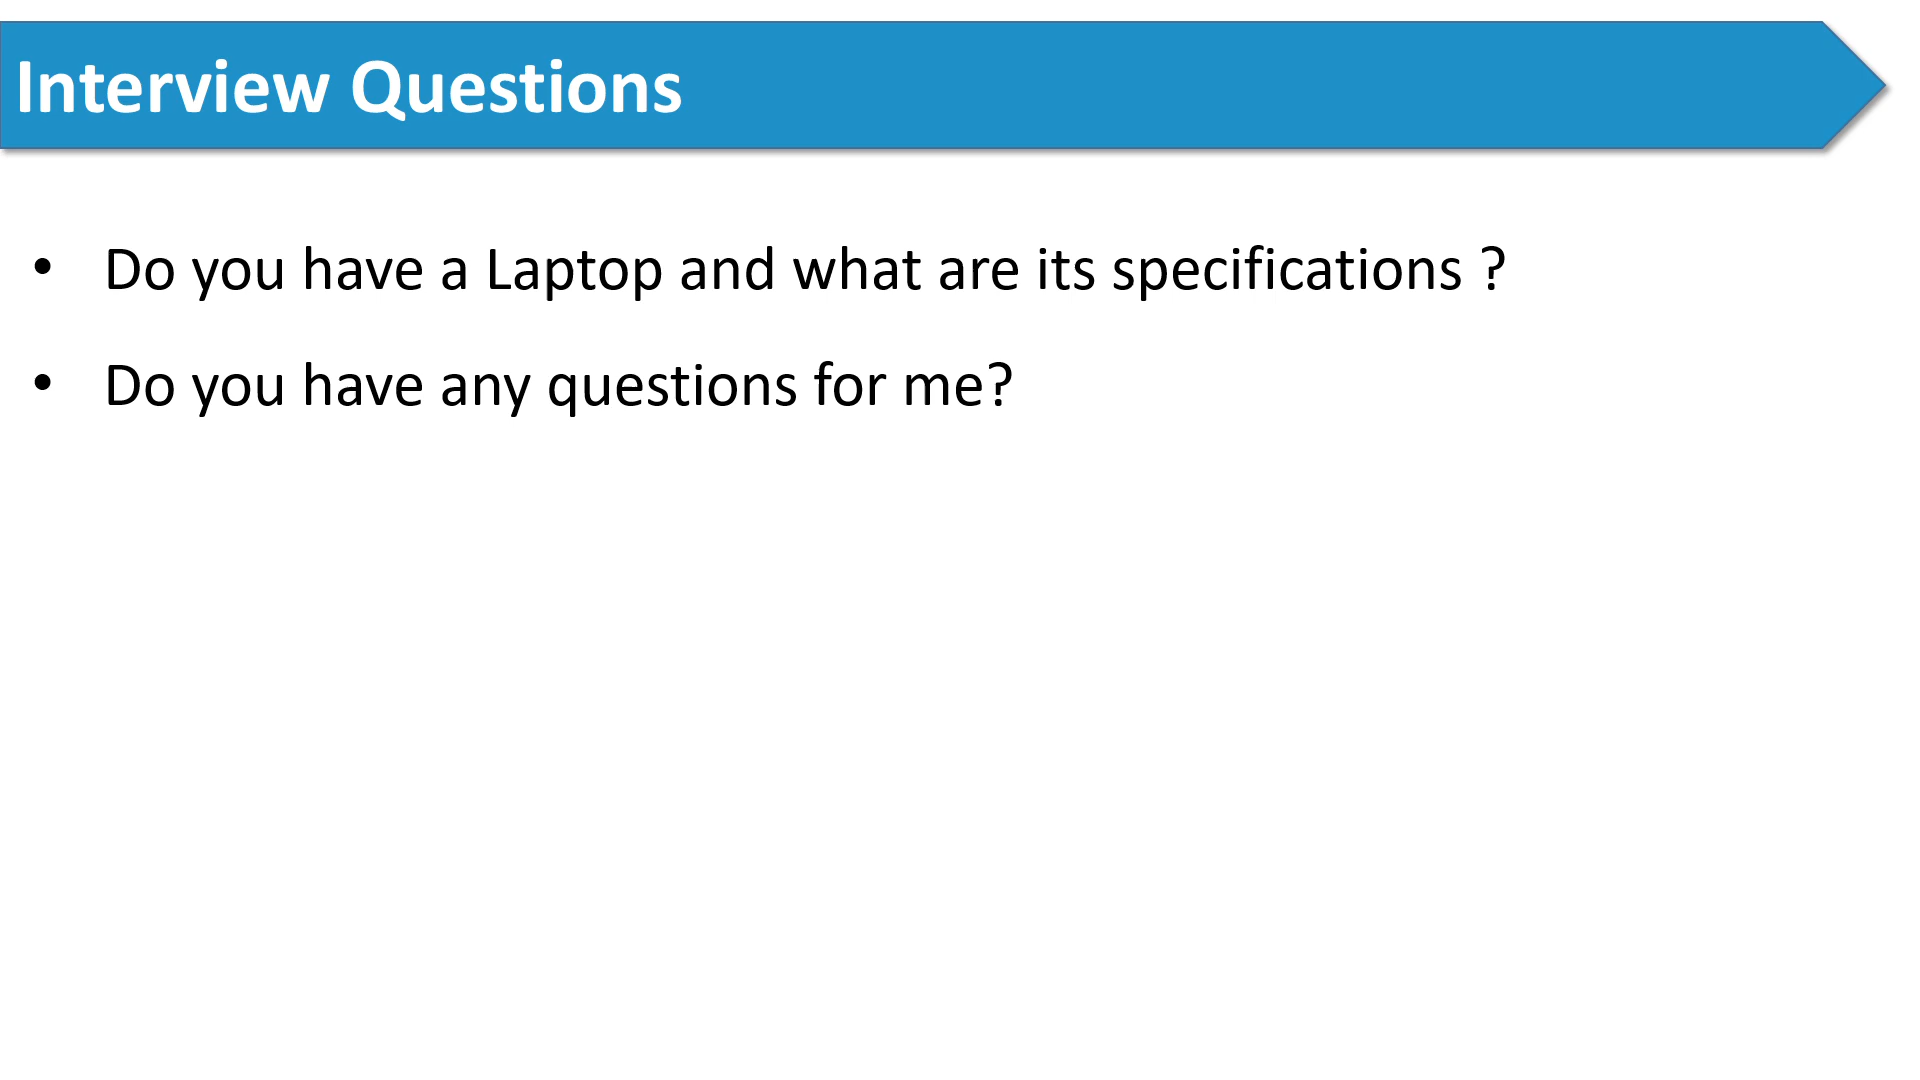 Interview Questions
• Do you have a Laptop and what are its specifications ?
• Do you have any questions for me?